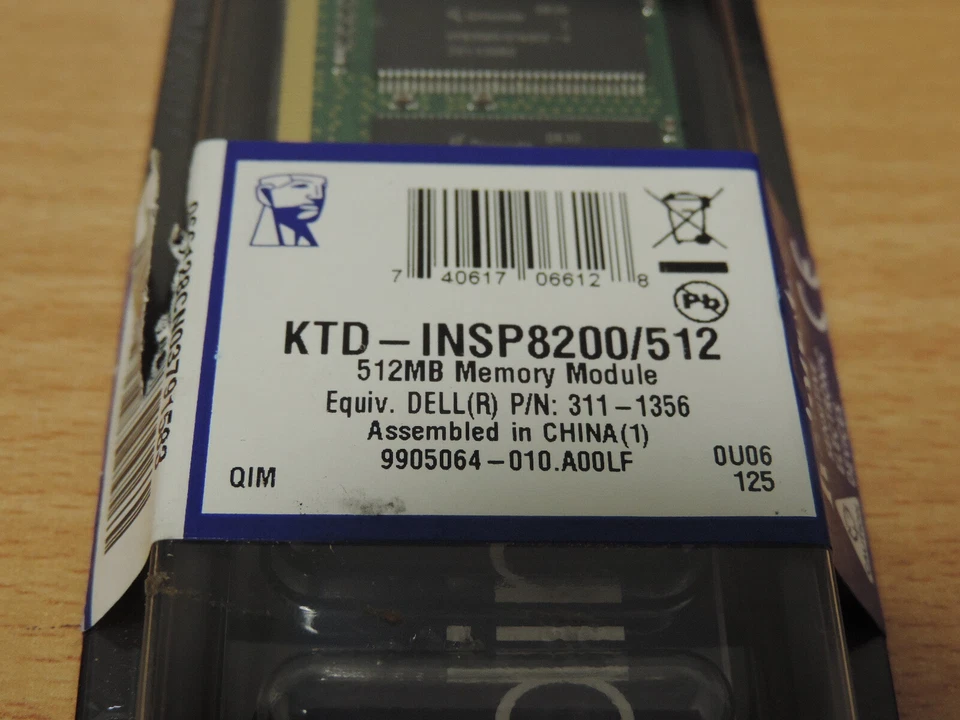 7 40617 06612 8
Pb
KTD-INSP8200/512
512MB Memory Module
Equiv. DELL(R) P/N: 311-1356
Assembled in CHINA(1)
9905064-010.A00LF
QIM
0U06
125